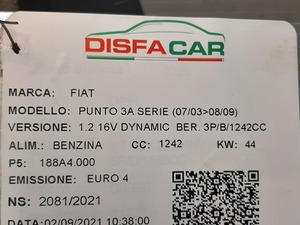 DISFACAR
MARCA: FIAT
MODELLO: PUNTO 3A SERIE (07/03>08/09)
VERSIONE: 1.2 16V DYNAMIC BER. 3P/B/1242CC
ALIM.: BENZINA CC: 1242 KW: 44
P5: 188A4.000
EMISSIONE: EURO 4
NS: 2081/2021
DATA:02/09/2021 10:38:00